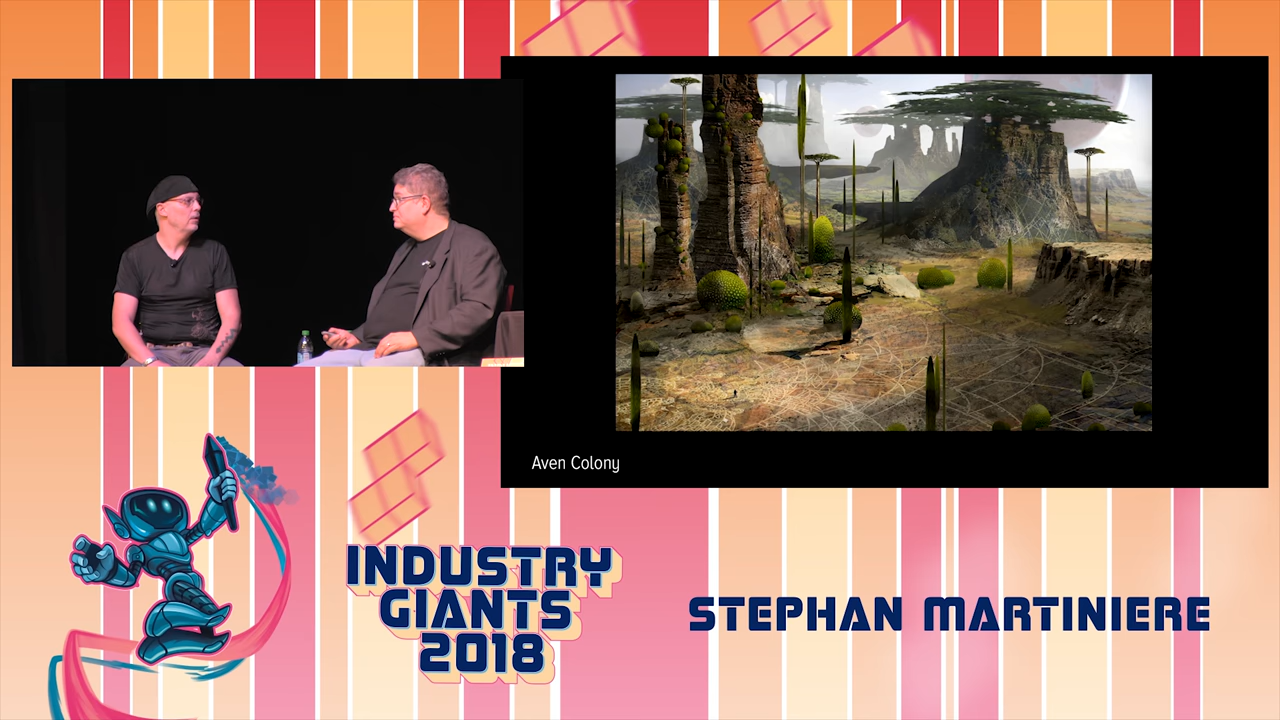 Aven Colony
INDUSTRY
GIANTS
2018
STEPHAN MARTINIERE